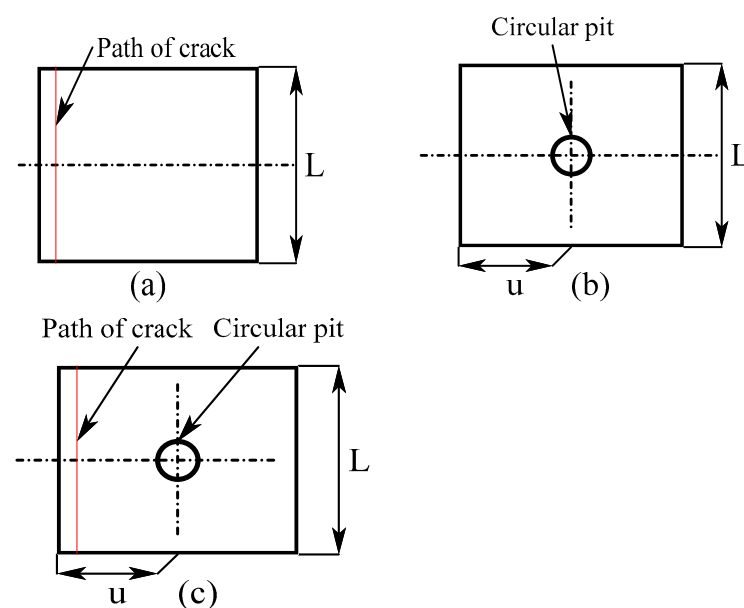 Path of crack
L
(a)
Circular pit
L
u
(b)
Path of crack
Circular pit
L
u
(c)